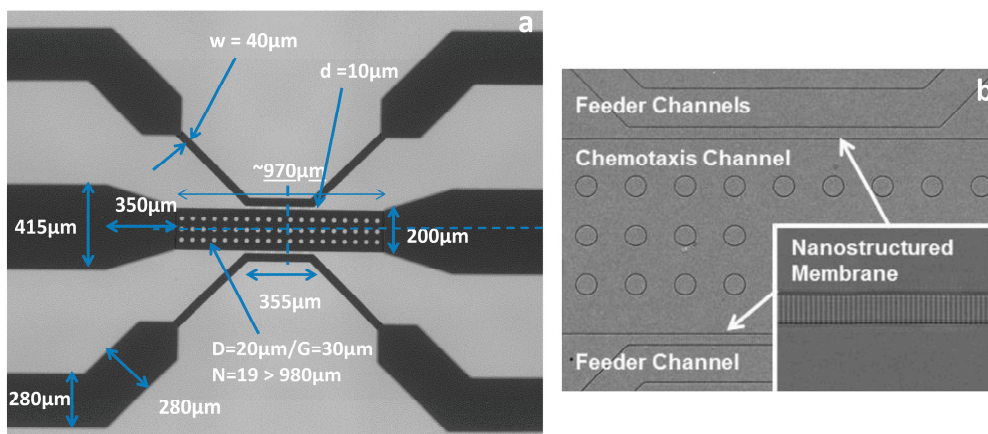 a
w = 40µm
d =10µm
~970µm
350µm
415µm
200µm
355µm
D=20µm/G=30µm
N=19 > 980µm
280µm
280µm
b
Feeder Channels
Chemotaxis Channel
Nanostructured
Membrane
Feeder Channel